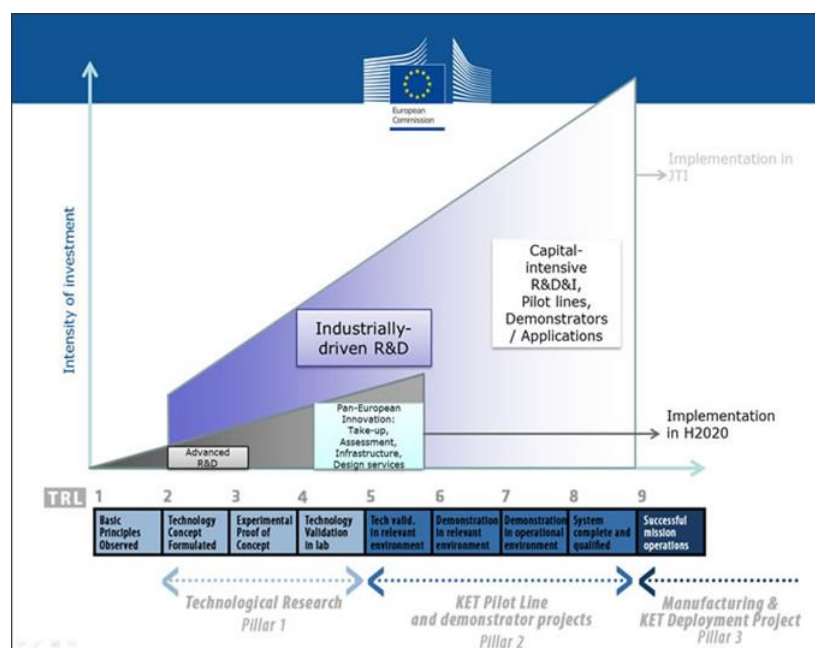 European
Commission
Intensity of investment
Implementation in
JTI
Capital-
intensive
R&D&I,
Pilot lines,
Demonstrators
/ Applications
Industrially-
driven R&D
Pan-European
Innovation:
Take-up,
Assessment,
Infrastructure,
Design services
Advanced
R&D
Implementation
in H2020
TRL 1 2 3 4 5 6 7 8 9
Basic
Principles
Observed
Technology
Concept
Formulated
Experimental
Proof of
Concept
Technology
Validation
in lab
Tech valid.
in relevant
environment
Demonstration
in relevant
environment
Demonstration
in operational
environment
System
complete and
qualified
Successful
mission
operations
Technological Research
Pillar 1
KET Pilot Line
and demonstrator projects
Pillar 2
Manufacturing &
KET Deployment Project
Pillar 3